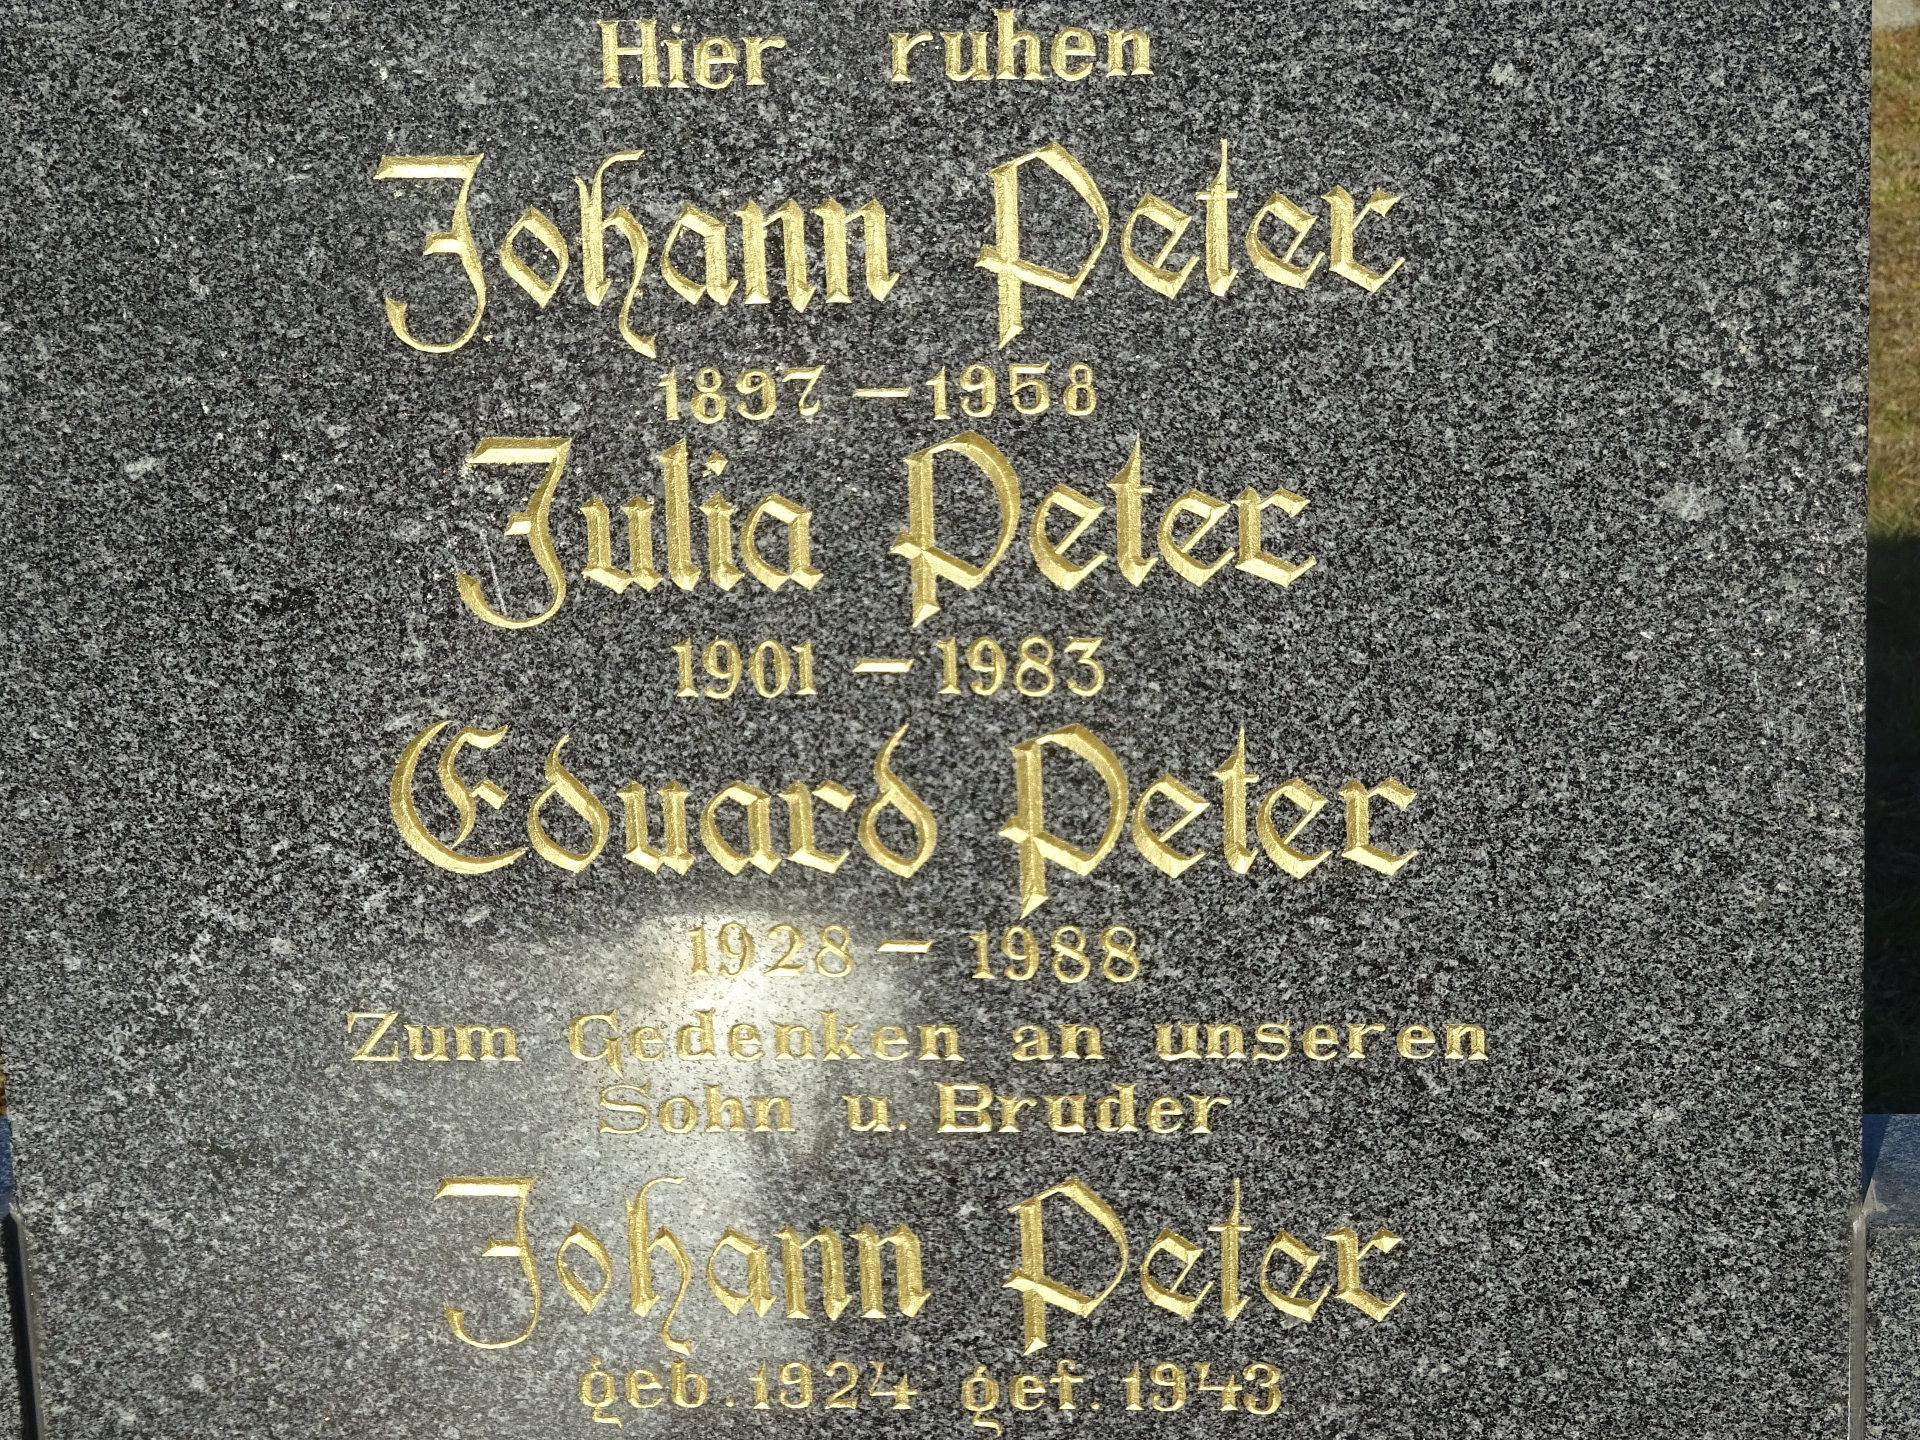 Hier ruhen
Johann Peter
1897 – 1958
Julia Peter
1901 – 1983
Eduard Peter
1928 – 1988
Zum Gedenken an unseren
Sohn u. Bruder
Johann Peter
geb. 1924 gef. 1943